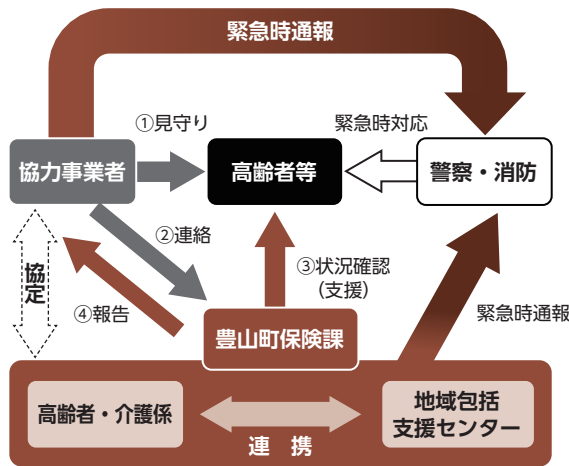 緊急時通報
①見守り
緊急時対応
協力事業者
高齢者等
警察・消防
②連絡
協定
③状況確認
(支援)
④報告
緊急時通報
豊山町保険課
高齢者・介護係
地域包括
支援センター
連 携